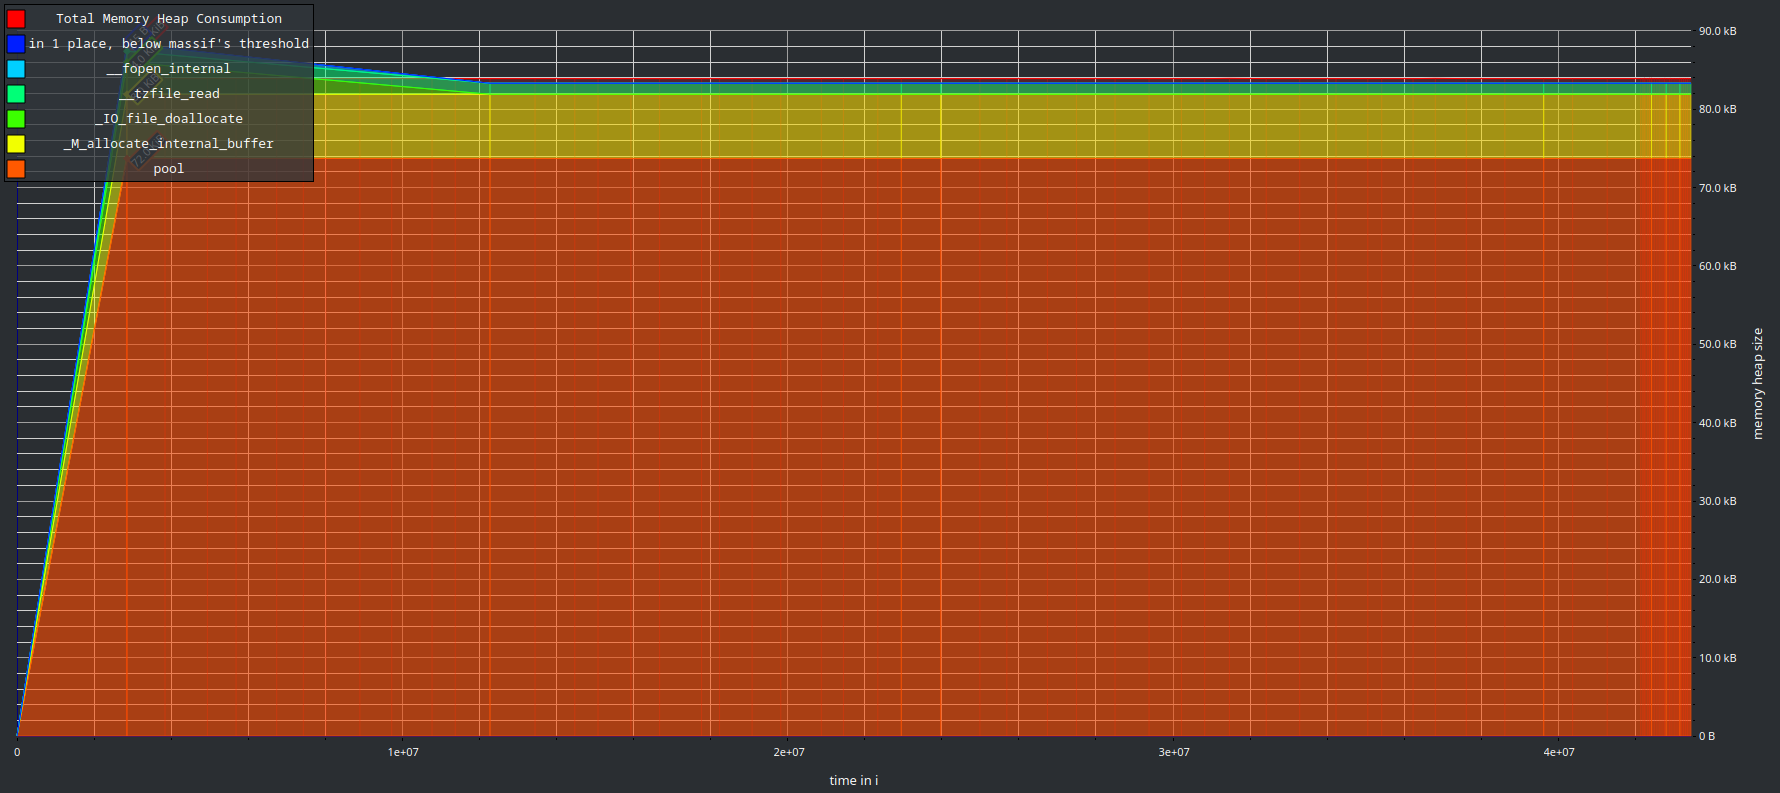 Total Memory Heap Consumption
in 1 place, below massif's threshold
__fopen_internal
__tzfile_read
_IO_file_doallocate
_M_allocate_internal_buffer
pool
90.0 kB
80.0 kB
70.0 kB
60.0 kB
50.0 kB
40.0 kB
30.0 kB
20.0 kB
10.0 kB
0 B
memory heap size
0
1e+07
2e+07
3e+07
4e+07
time in i